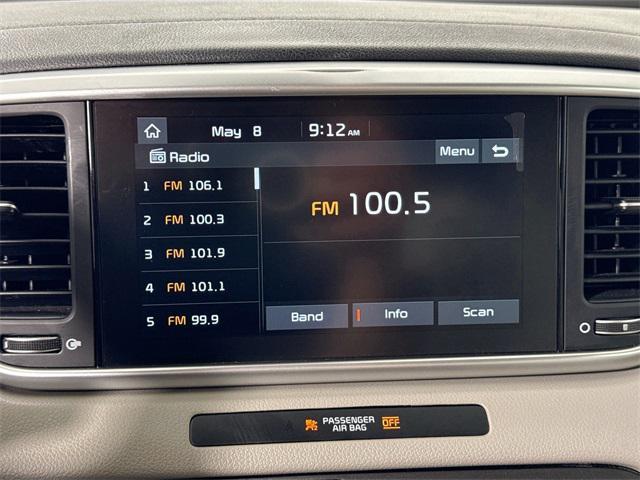 May 8 9:12 AM
Radio Menu
1 FM 106.1
2 FM 100.3
3 FM 101.9
4 FM 101.1
5 FM 99.9
FM 100.5
Band Info Scan
PASSENGER
AIR BAG OFF